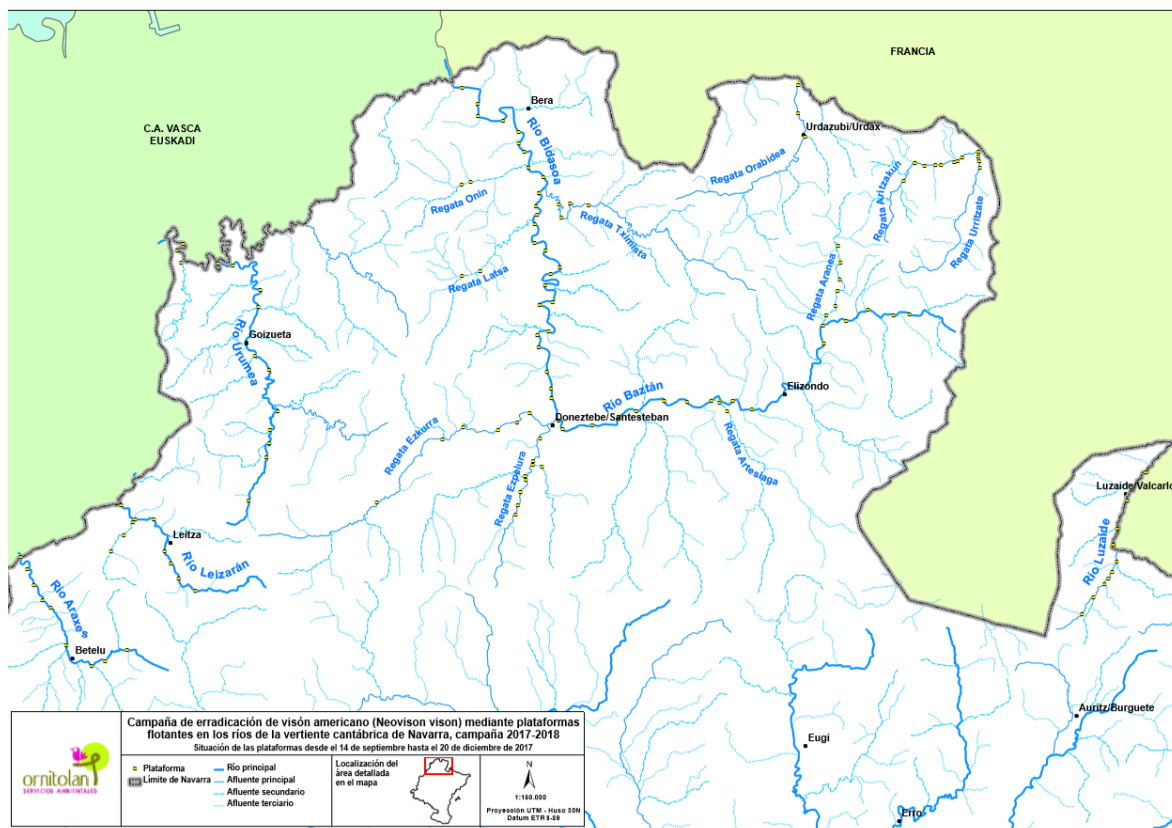 FRANCIA
Bera
C.A. VASCA
EUSKADI
Urdazubi/Urdax
Río Bidasoa
Regata Orabidea
Regata Aritzakun
Regata Onin
Regata Tximista
Regata Urritzate
Regata Latsa
Regata Aranea
Goizueta
Río Urumea
Elizondo
Río Baztán
Doneztebe/Santesteban
Regata Ezkurra
Regata Artesiaga
Regata Ezpelura
Luzaide/Valcarlo
Leitza
Río Leizarán
Río Luzaide
Río Araxes
Betelu
Auritz/Burguete
Eugi
Erro
ornitolan
SERVICIOS AMBIENTALES
Campaña de erradicación de visón americano (Neovison vison) mediante plataformas
flotantes en los ríos de la vertiente cantábrica de Navarra, campaña 2017-2018
Situación de las plataformas desde el 14 de septiembre hasta el 20 de diciembre de 2017
Plataforma
Límite de Navarra
Río principal
Afluente principal
Afluente secundario
Afluente terciario
Localización del
área detallada
en el mapa
N
1:150.000
Proyección UTM - Huso 30N
Datum